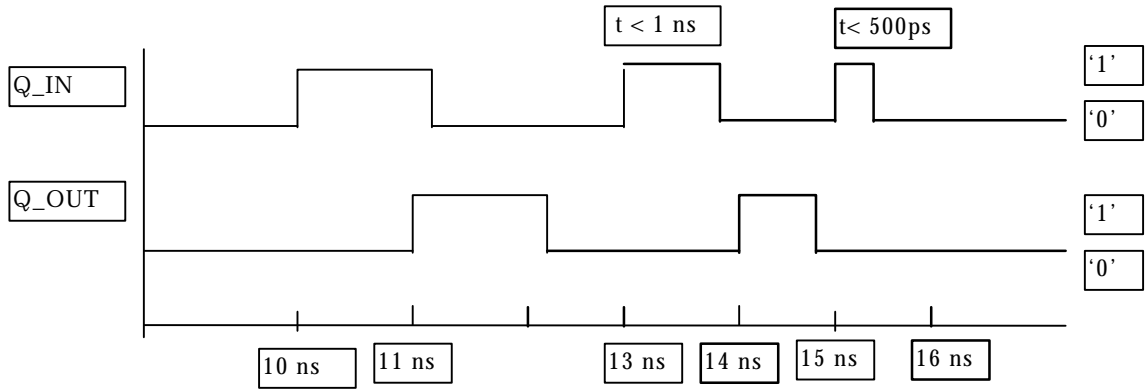 t < 1 ns
t< 500ps
Q_IN
‘1’
‘0’
Q_OUT
‘1’
‘0’
10 ns
11 ns
13 ns
14 ns
15 ns
16 ns